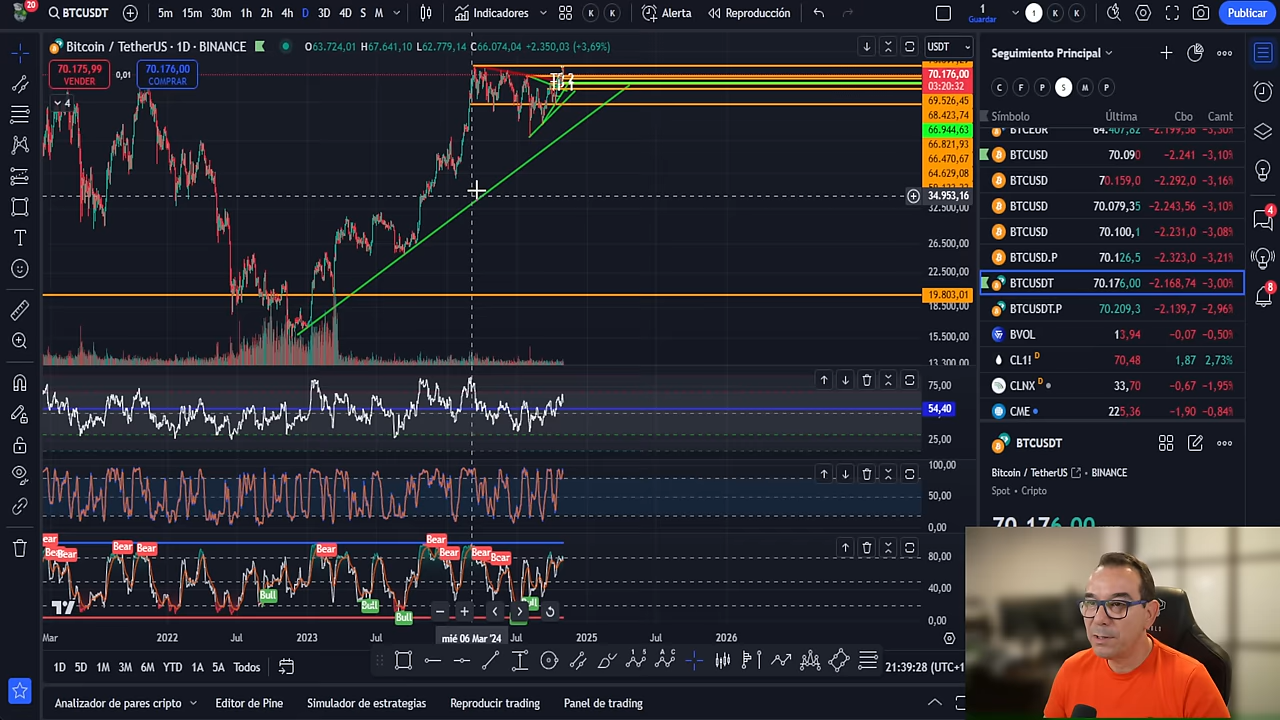 20
BTCUSDT
5m 15m 30m 1h 2h 4h D 3D 4D S M
Indicadores
K K
Alerta
Reproducción
1
Guardar
1 K K
Publicar
Bitcoin / TetherUS · 1D · BINANCE
O63.724,01 H67.641,10 L62.779,14 C66.074,04 +2.350,03 (+3,69%)
USDT
70.175,99
VENDER
0,01
70.176,00
COMPRAR
4
70.176,00
03:20:32
69.526,45
68.423,74
66.944,63
66.821,93
66.470,67
64.629,08
34.953,16
32.500,00
26.500,00
22.500,00
19.803,01
18.500,00
15.500,00
13.300,00
75,00
54,40
25,00
100,00
50,00
0,00
80,00
40,00
0,00
Bear
Bear
Bear
Bear
Bear
Bear
Bear
Bear
Bear
Bull
Bull
Bull
Mar 2022 Jul 2023 Jul
mié 06 Mar '24
Jul 2025 Jul 2026
1D 5D 1M 3M 6M YTD 1A 5A Todos
21:39:28 (UTC+1
Analizador de pares cripto
Editor de Pine
Simulador de estrategias
Reproducir trading
Panel de trading
Seguimiento Principal
C F P S M P
Símbolo Última Cbo Camt
BTCEUR 64.407,82 −2.199,58 −3,30%
BTCUSD 70.090 −2.241 −3,10%
BTCUSD 70.159,0 −2.292,0 −3,16%
BTCUSD 70.079,35 −2.243,56 −3,10%
BTCUSD 70.100,1 −2.231,0 −3,08%
BTCUSD.P 70.126,5 −2.323,0 −3,21%
BTCUSDT 70.176,00 −2.168,74 −3,00%
BTCUSDT.P 70.209,3 −2.139,7 −2,96%
BVOL 13,94 −0,07 −0,50%
CL1! D 70,48 1,87 2,73%
CLNX D 33,70 −0,67 −1,95%
CME 225,36 −1,90 −0,84%
BTCUSDT
Bitcoin / TetherUS · BINANCE
Spot · Cripto
70.176,00
4
8